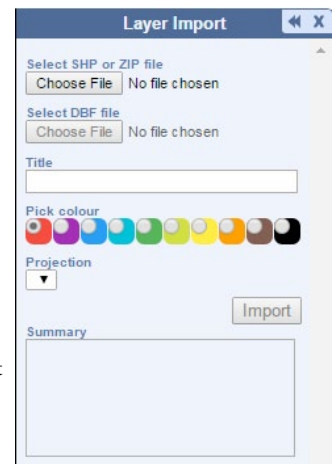 Layer Import
Select SHP or ZIP file
Choose File No file chosen
Select DBF file
Choose File No file chosen
Title
Pick colour
Projection
Import
Summary